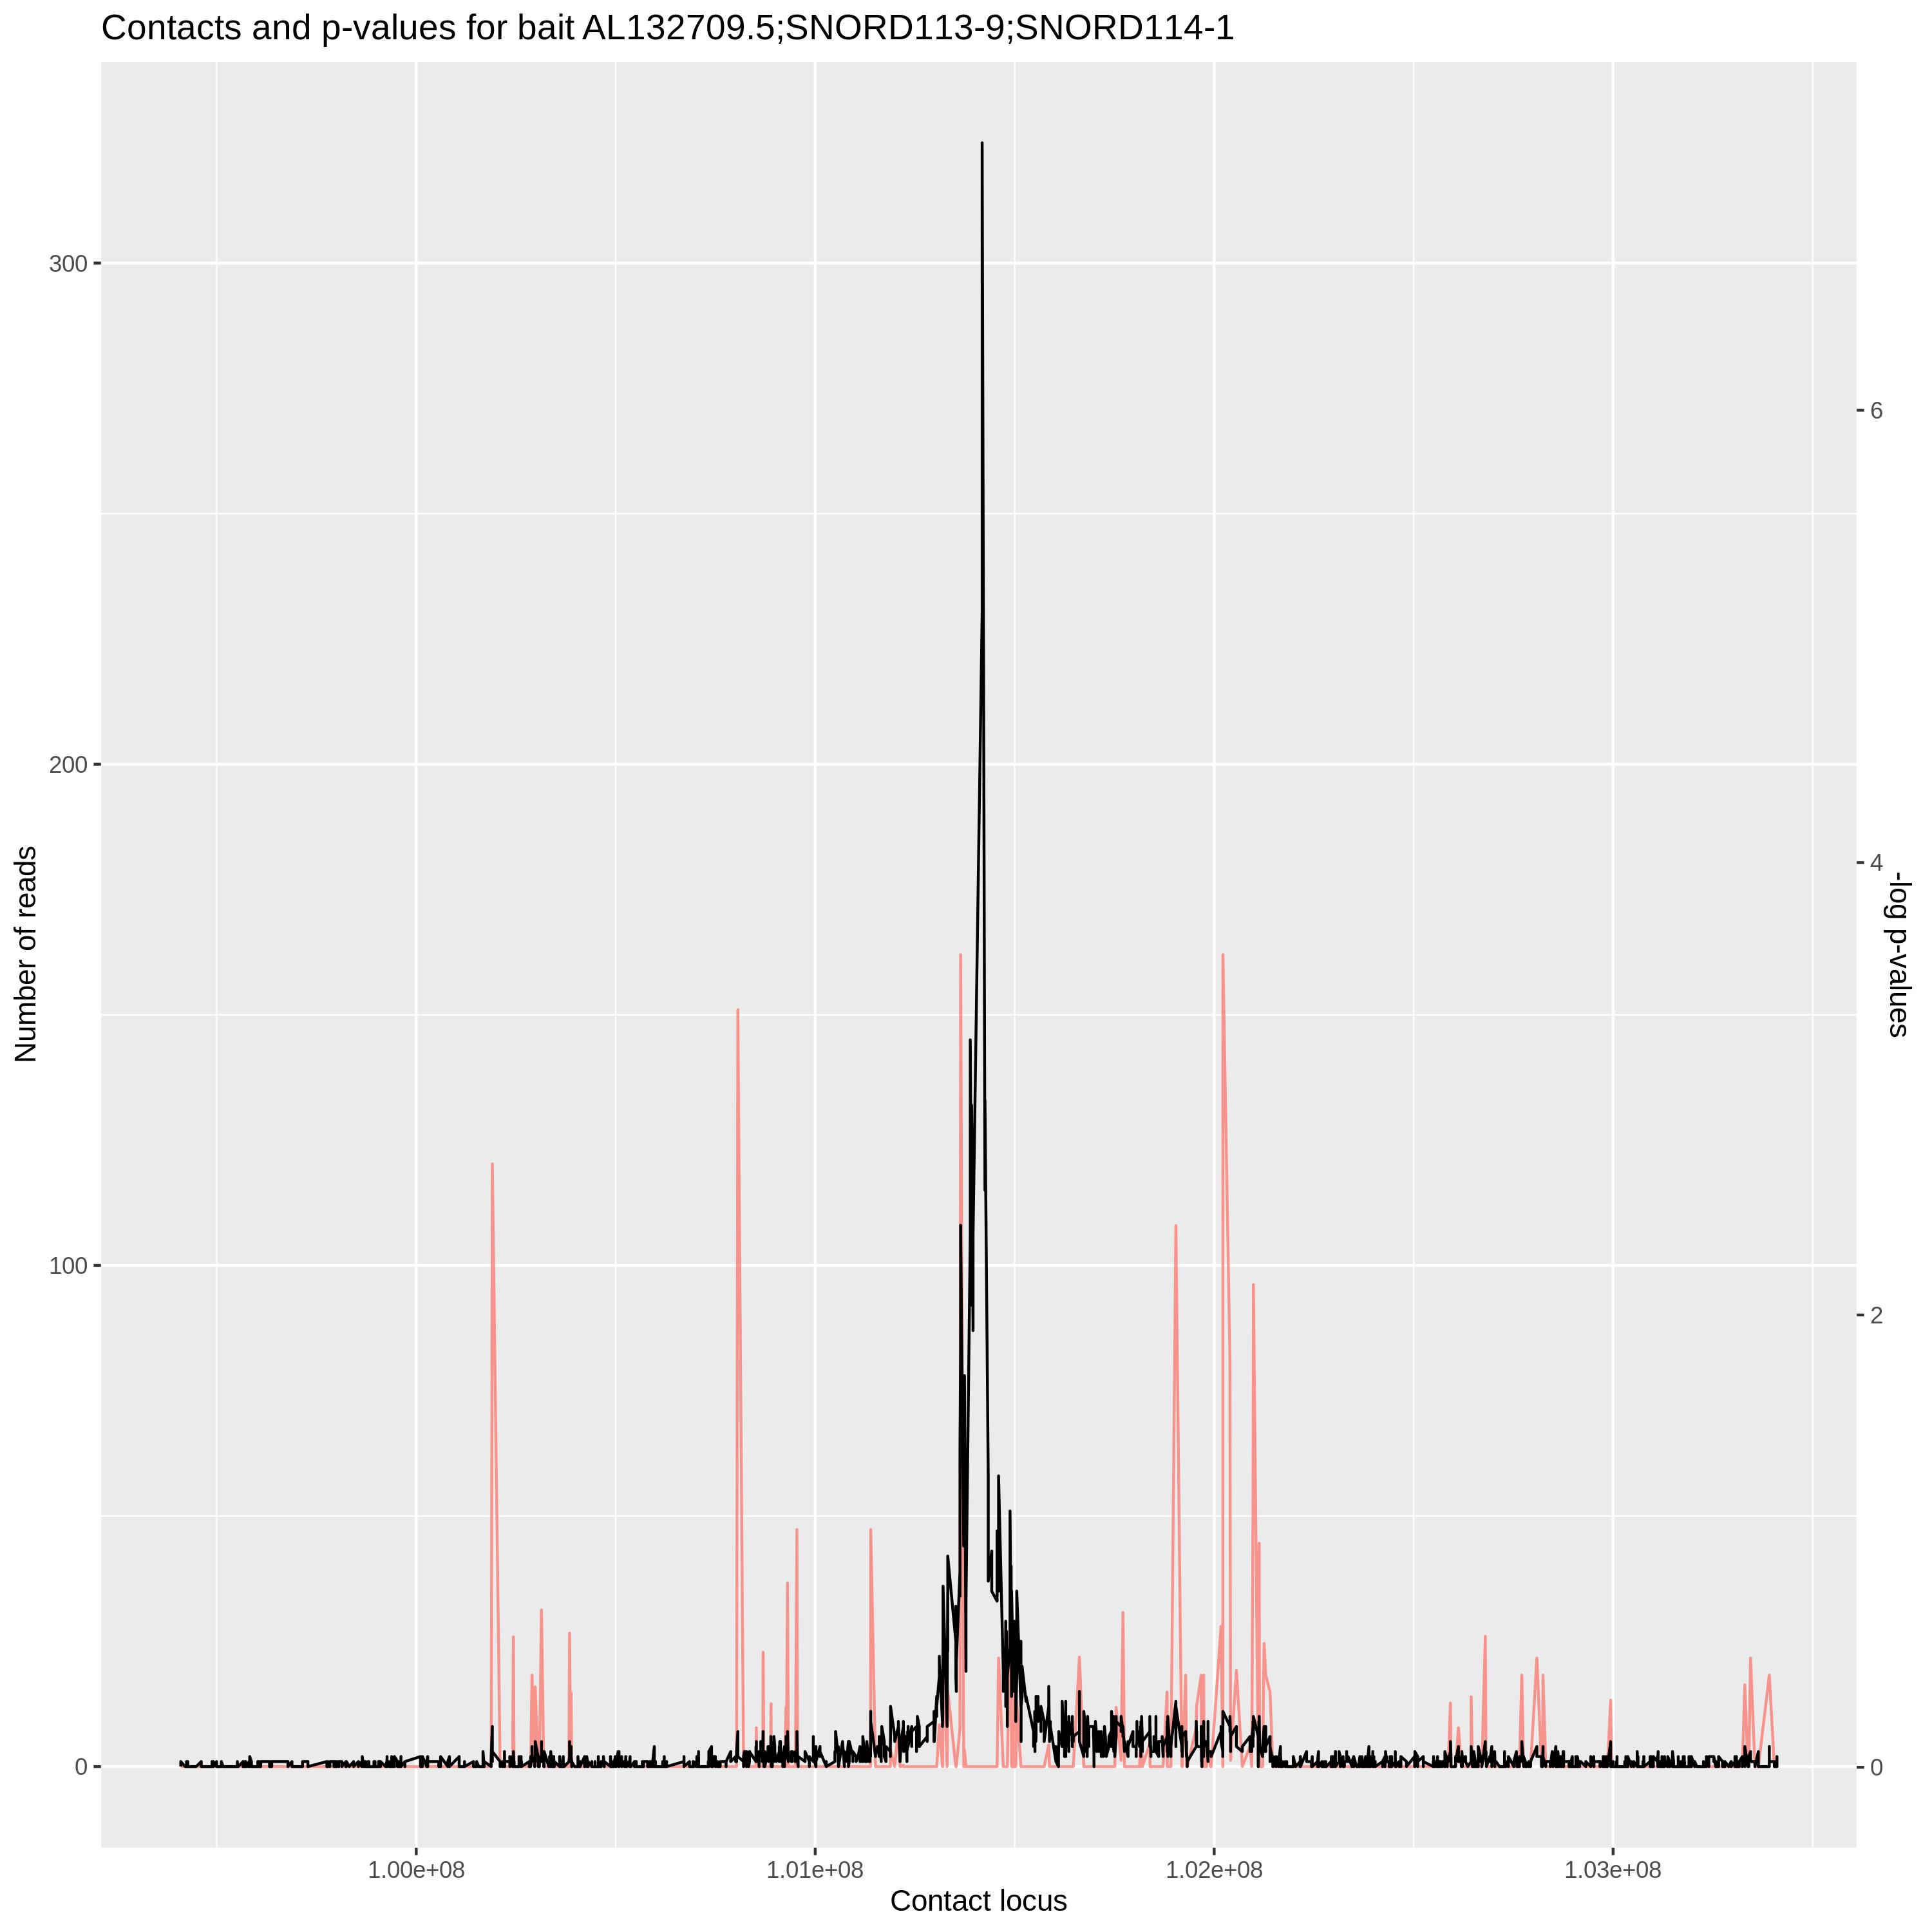 Contacts and p-values for bait AL132709.5;SNORD113-9;SNORD114-1
Number of reads
300
200
100
0
6
4
2
0
-log p-values
1.00e+08
1.01e+08
1.02e+08
1.03e+08
Contact locus